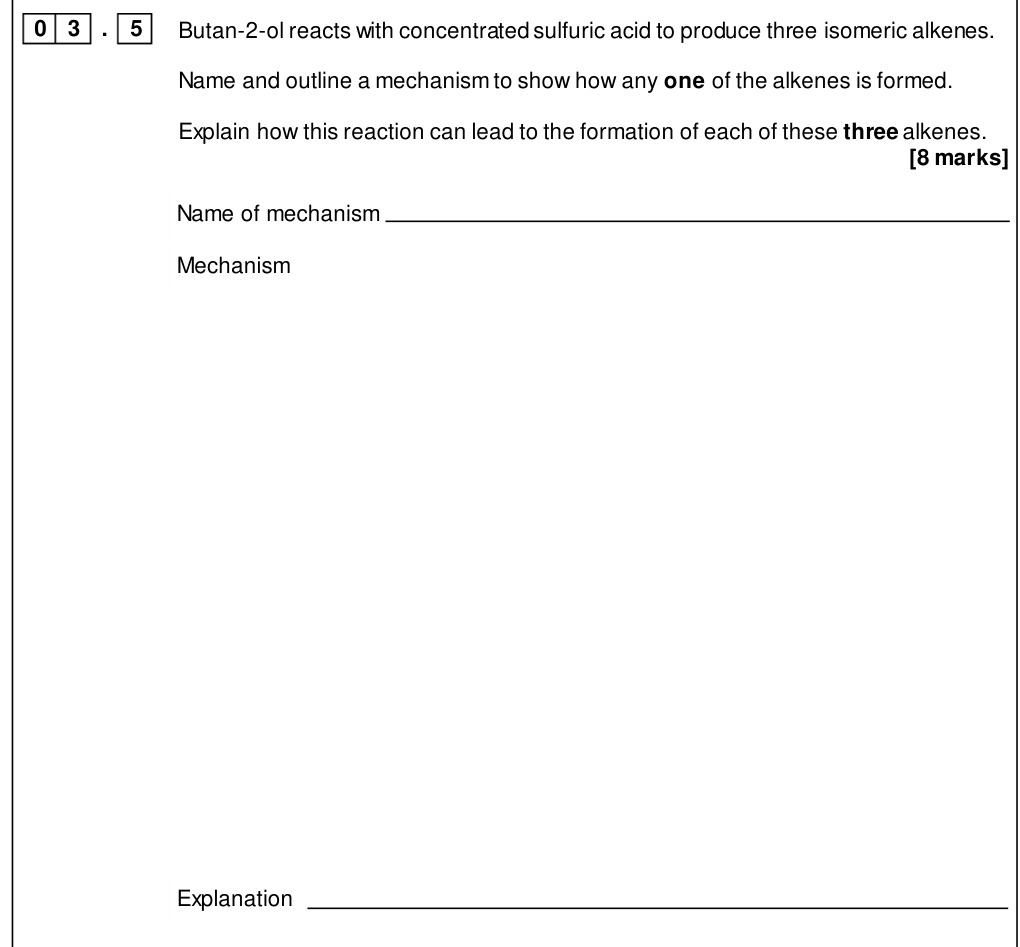 03.5 Butan-2-ol reacts with concentrated sulfuric acid to produce three isomeric alkenes.
Name and outline a mechanism to show how any one of the alkenes is formed.
Explain how this reaction can lead to the formation of each of these three alkenes.
[8 marks]
Name of mechanism
Mechanism
Explanation